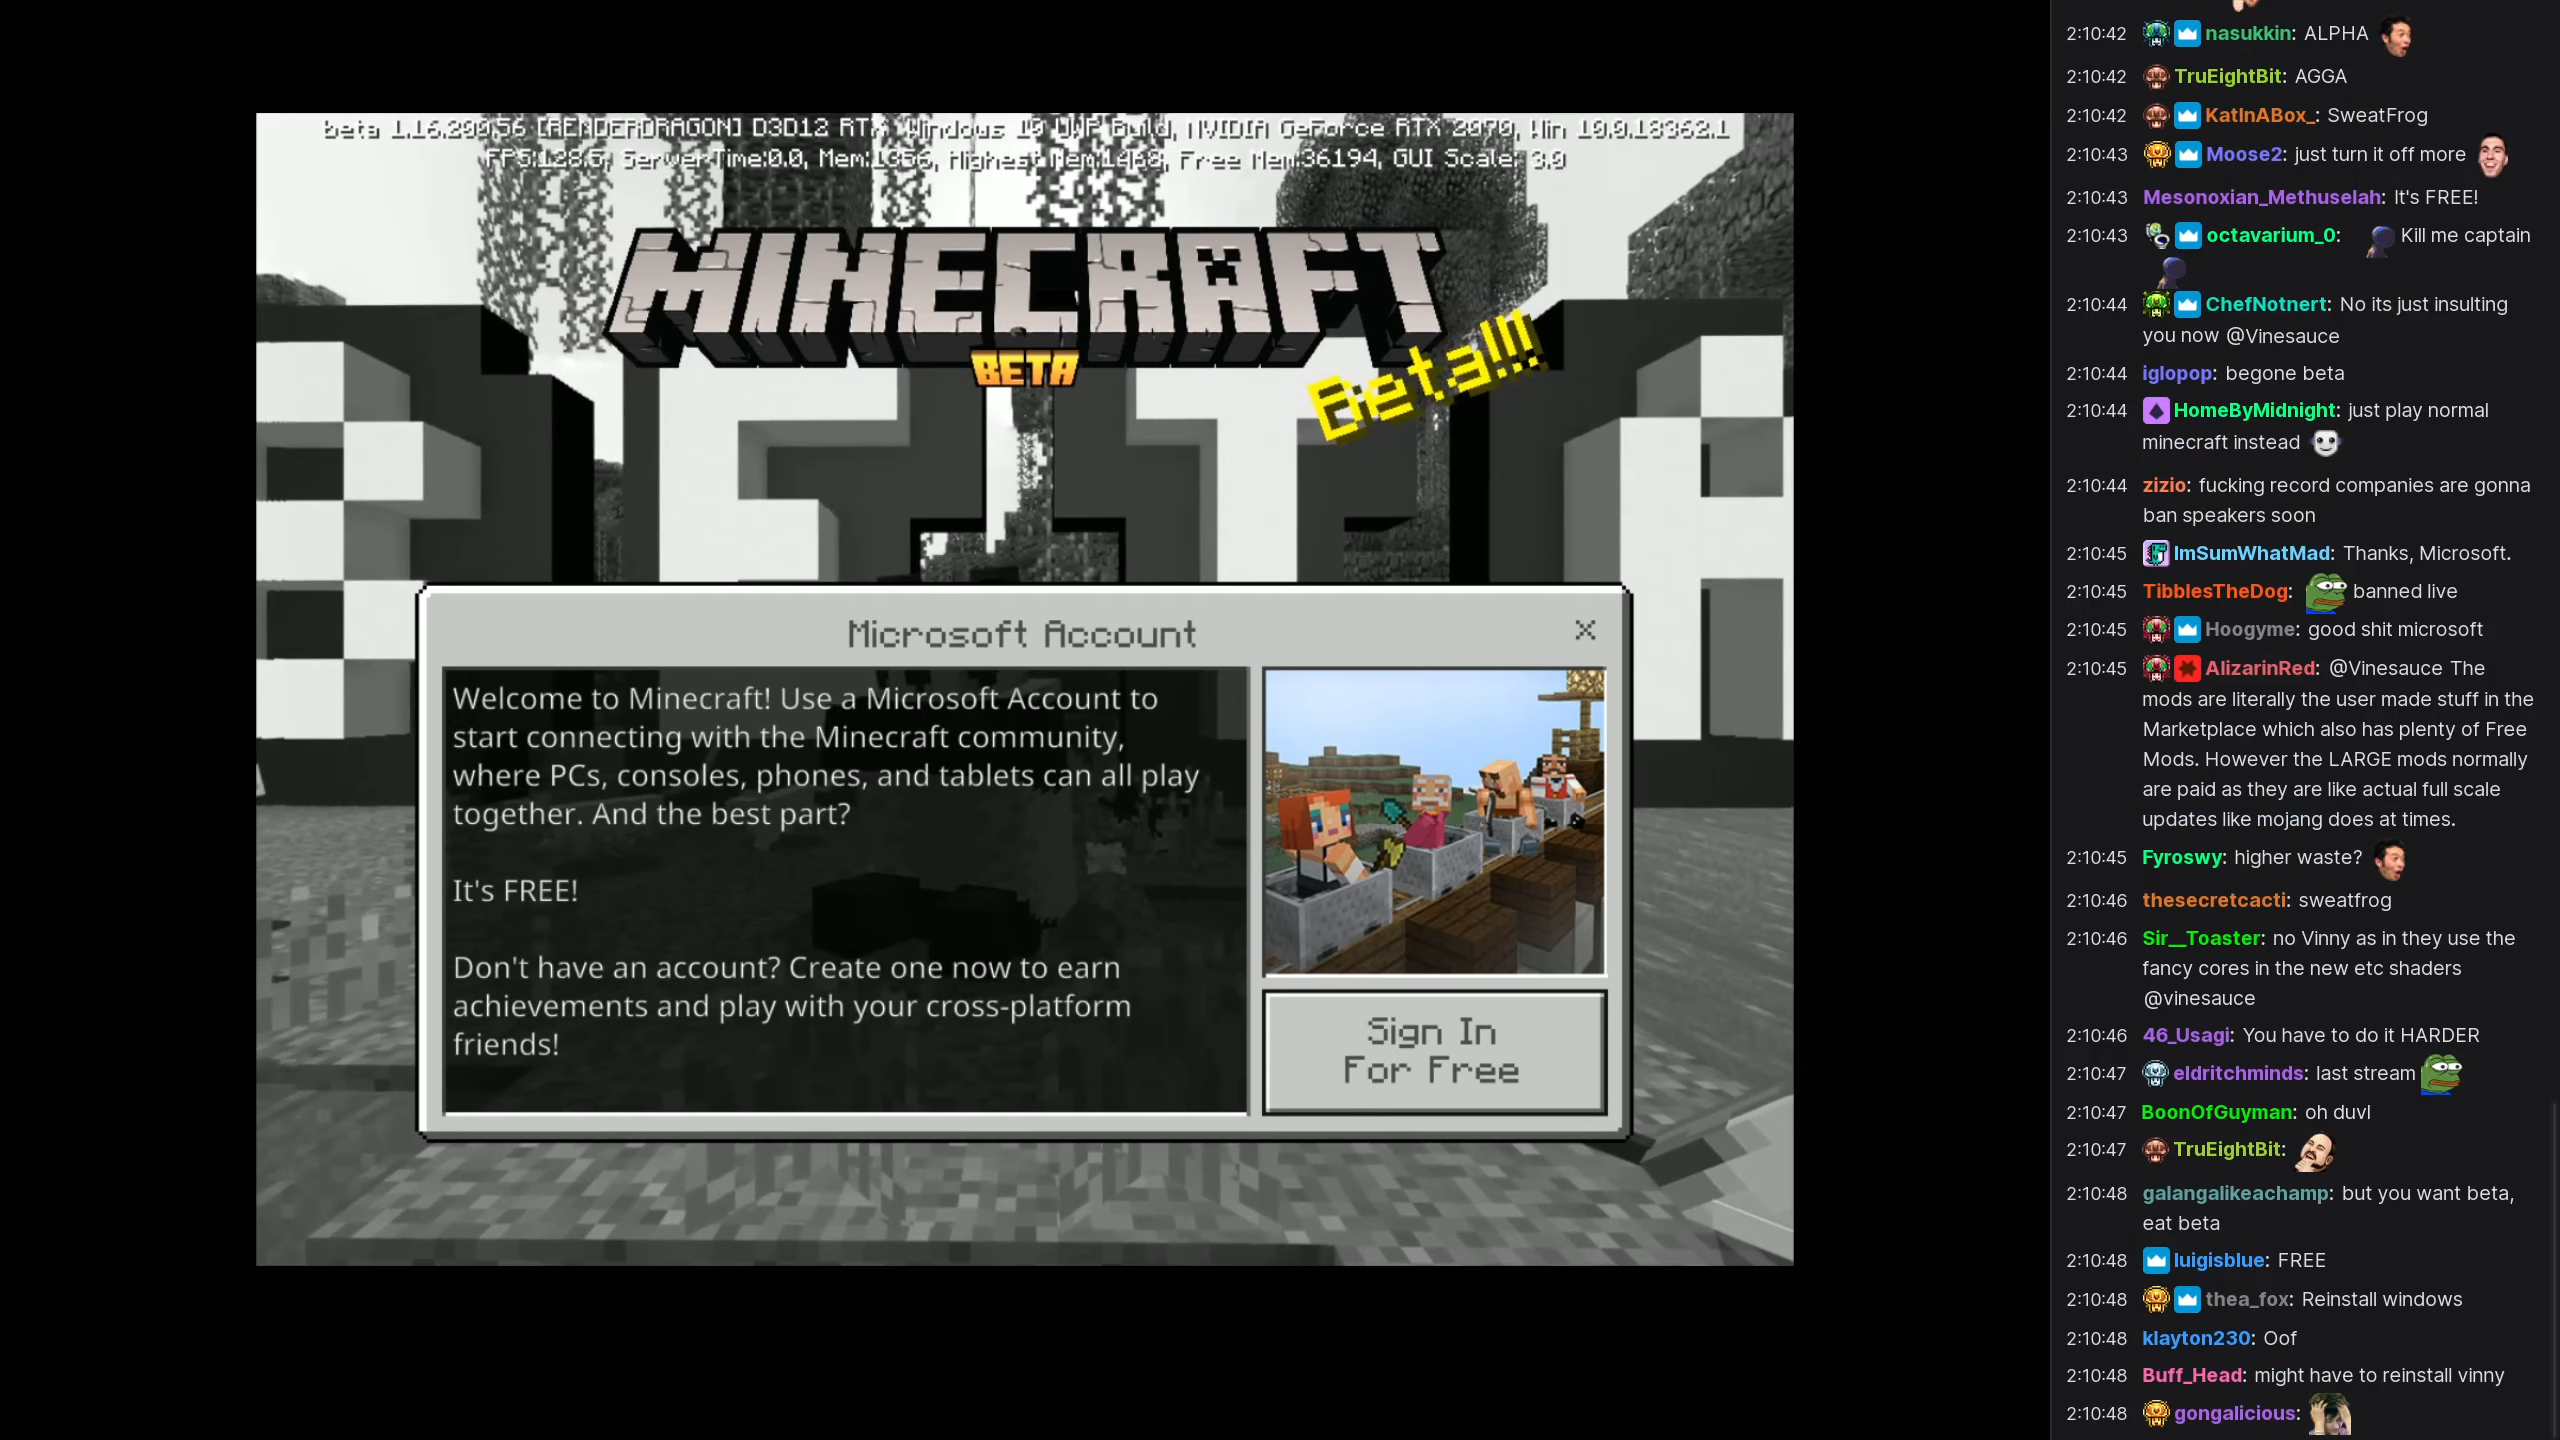 beta 1.16.200.56 [RENDERDRAGON] D3D12 RTX, Windows 10 UWP Build, NVIDIA GeForce RTX 2070, Win 10.0.18362.1
FPS:128.5, ServerTime:0.0, Mem:1356, Highest Mem:1468, Free Mem:36194, GUI Scale: 3.0
MINECRAFT
BETA
Beta!!!
BETA
Microsoft Account
Welcome to Minecraft! Use a Microsoft Account to
start connecting with the Minecraft community,
where PCs, consoles, phones, and tablets can all play
together. And the best part?
It's FREE!
Don't have an account? Create one now to earn
achievements and play with your cross-platform
friends!
Sign In
For Free
2:10:42 nasukkin: ALPHA
2:10:42 TruEightBit: AGGA
2:10:42 KatInABox_: SweatFrog
2:10:43 Moose2: just turn it off more
2:10:43 Mesonoxian_Methuselah: It's FREE!
2:10:43 octavarium_0: Kill me captain
2:10:44 ChefNotnert: No its just insulting
you now @Vinesauce
2:10:44 iglopop: begone beta
2:10:44 HomeByMidnight: just play normal
minecraft instead
2:10:44 zizio: fucking record companies are gonna
ban speakers soon
2:10:45 ImSumWhatMad: Thanks, Microsoft.
2:10:45 TibblesTheDog: banned live
2:10:45 Hoogyme: good shit microsoft
2:10:45 AlizarinRed: @Vinesauce The
mods are literally the user made stuff in the
Marketplace which also has plenty of Free
Mods. However the LARGE mods normally
are paid as they are like actual full scale
updates like mojang does at times.
2:10:45 Fyroswy: higher waste?
2:10:46 thesecretcacti: sweatfrog
2:10:46 Sir__Toaster: no Vinny as in they use the
fancy cores in the new etc shaders
@vinesauce
2:10:46 46_Usagi: You have to do it HARDER
2:10:47 eldritchminds: last stream
2:10:47 BoonOfGuyman: oh duvl
2:10:47 TruEightBit:
2:10:48 galangalikeachamp: but you want beta,
eat beta
2:10:48 luigisblue: FREE
2:10:48 thea_fox: Reinstall windows
2:10:48 klayton230: Oof
2:10:48 Buff_Head: might have to reinstall vinny
2:10:48 gongalicious: